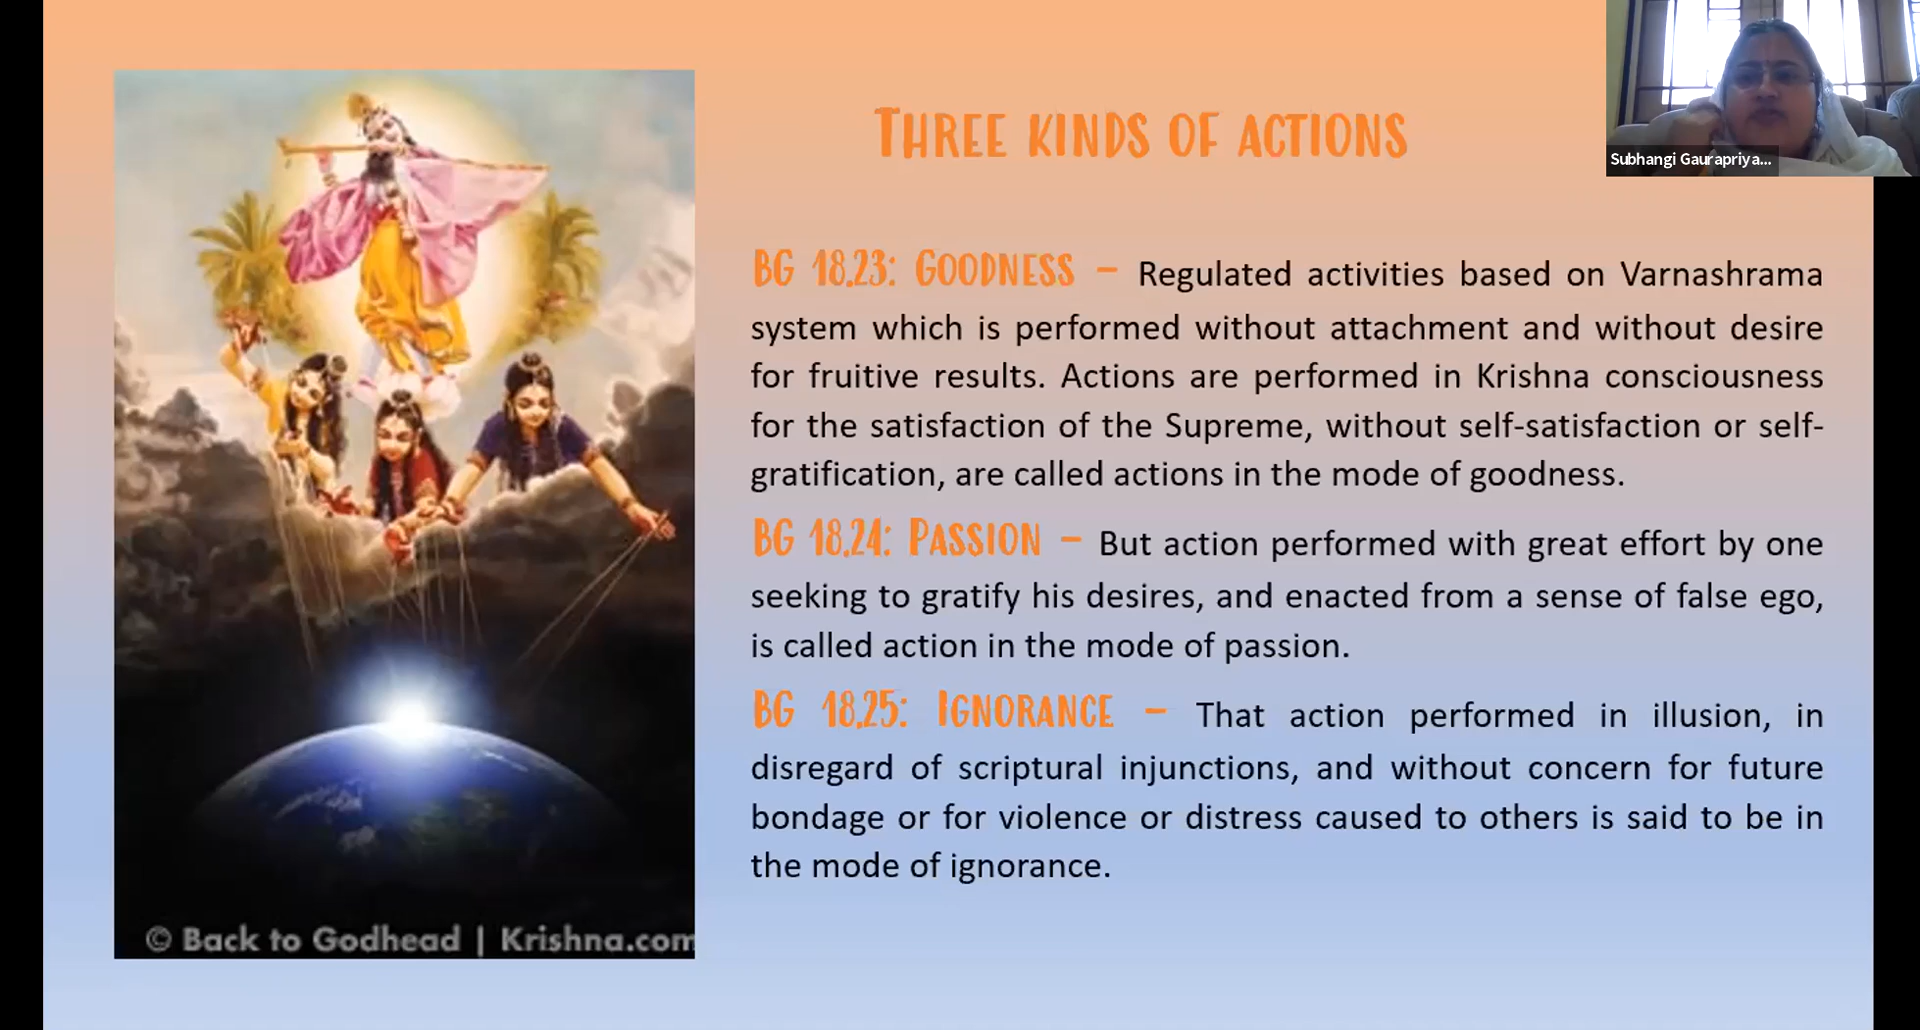 THREE KINDS OF ACTIONS
Subhangi Gaurapriya...
BG 18.23: GOODNESS – Regulated activities based on Varnashrama
system which is performed without attachment and without desire
for fruitive results. Actions are performed in Krishna consciousness
for the satisfaction of the Supreme, without self-satisfaction or self-
gratification, are called actions in the mode of goodness.
BG 18.24: PASSION – But action performed with great effort by one
seeking to gratify his desires, and enacted from a sense of false ego,
is called action in the mode of passion.
BG 18.25: IGNORANCE – That action performed in illusion, in
disregard of scriptural injunctions, and without concern for future
bondage or for violence or distress caused to others is said to be in
the mode of ignorance.
© Back to Godhead | Krishna.com